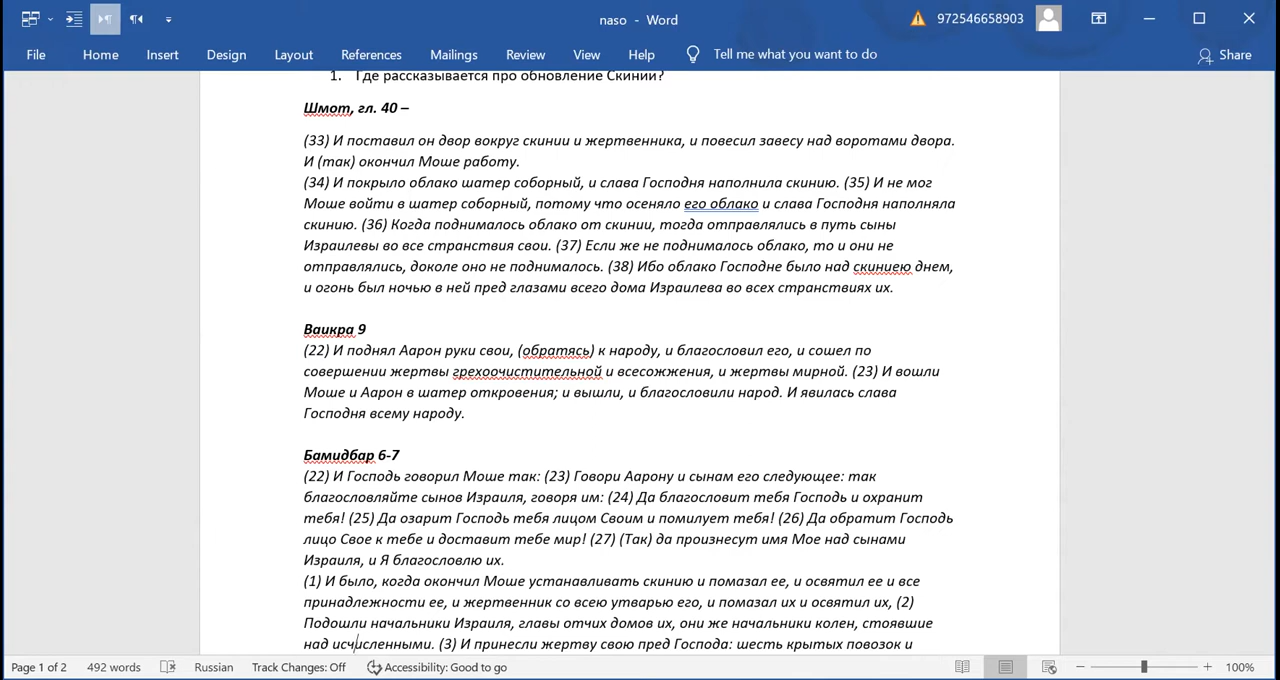 naso - Word
972546658903
File Home Insert Design Layout References Mailings Review View Help Tell me what you want to do Share
1. Где рассказывается про обновление Скинии?
Шмот, гл. 40 –
(33) И поставил он двор вокруг скинии и жертвенника, и повесил завесу над воротами двора.
И (так) окончил Моше работу.
(34) И покрыло облако шатер соборный, и слава Господня наполнила скинию. (35) И не мог
Моше войти в шатер соборный, потому что осеняло его облако и слава Господня наполняла
скинию. (36) Когда поднималось облако от скинии, тогда отправлялись в путь сыны
Израилевы во все странствия свои. (37) Если же не поднималось облако, то и они не
отправлялись, доколе оно не поднималось. (38) Ибо облако Господне было над скиниею днем,
и огонь был ночью в ней пред глазами всего дома Израилева во всех странствиях их.
Ваикра 9
(22) И поднял Аарон руки свои, (обратясь) к народу, и благословил его, и сошел по
совершении жертвы грехоочистительной и всесожжения, и жертвы мирной. (23) И вошли
Моше и Аарон в шатер откровения; и вышли, и благословили народ. И явилась слава
Господня всему народу.
Бамидбар 6-7
(22) И Господь говорил Моше так: (23) Говори Аарону и сынам его следующее: так
благословляйте сынов Израиля, говоря им: (24) Да благословит тебя Господь и охранит
тебя! (25) Да озарит Господь тебя лицом Своим и помилует тебя! (26) Да обратит Господь
лицо Свое к тебе и доставит тебе мир! (27) (Так) да произнесут имя Мое над сынами
Израиля, и Я благословлю их.
(1) И было, когда окончил Моше устанавливать скинию и помазал ее, и освятил ее и все
принадлежности ее, и жертвенник со всею утварью его, и помазал их и освятил их, (2)
Подошли начальники Израиля, главы отчих домов их, они же начальники колен, стоявшие
над исчисленными. (3) И принесли жертву свою пред Господа: шесть крытых повозок и
Page 1 of 2 492 words Russian Track Changes: Off Accessibility: Good to go 100%